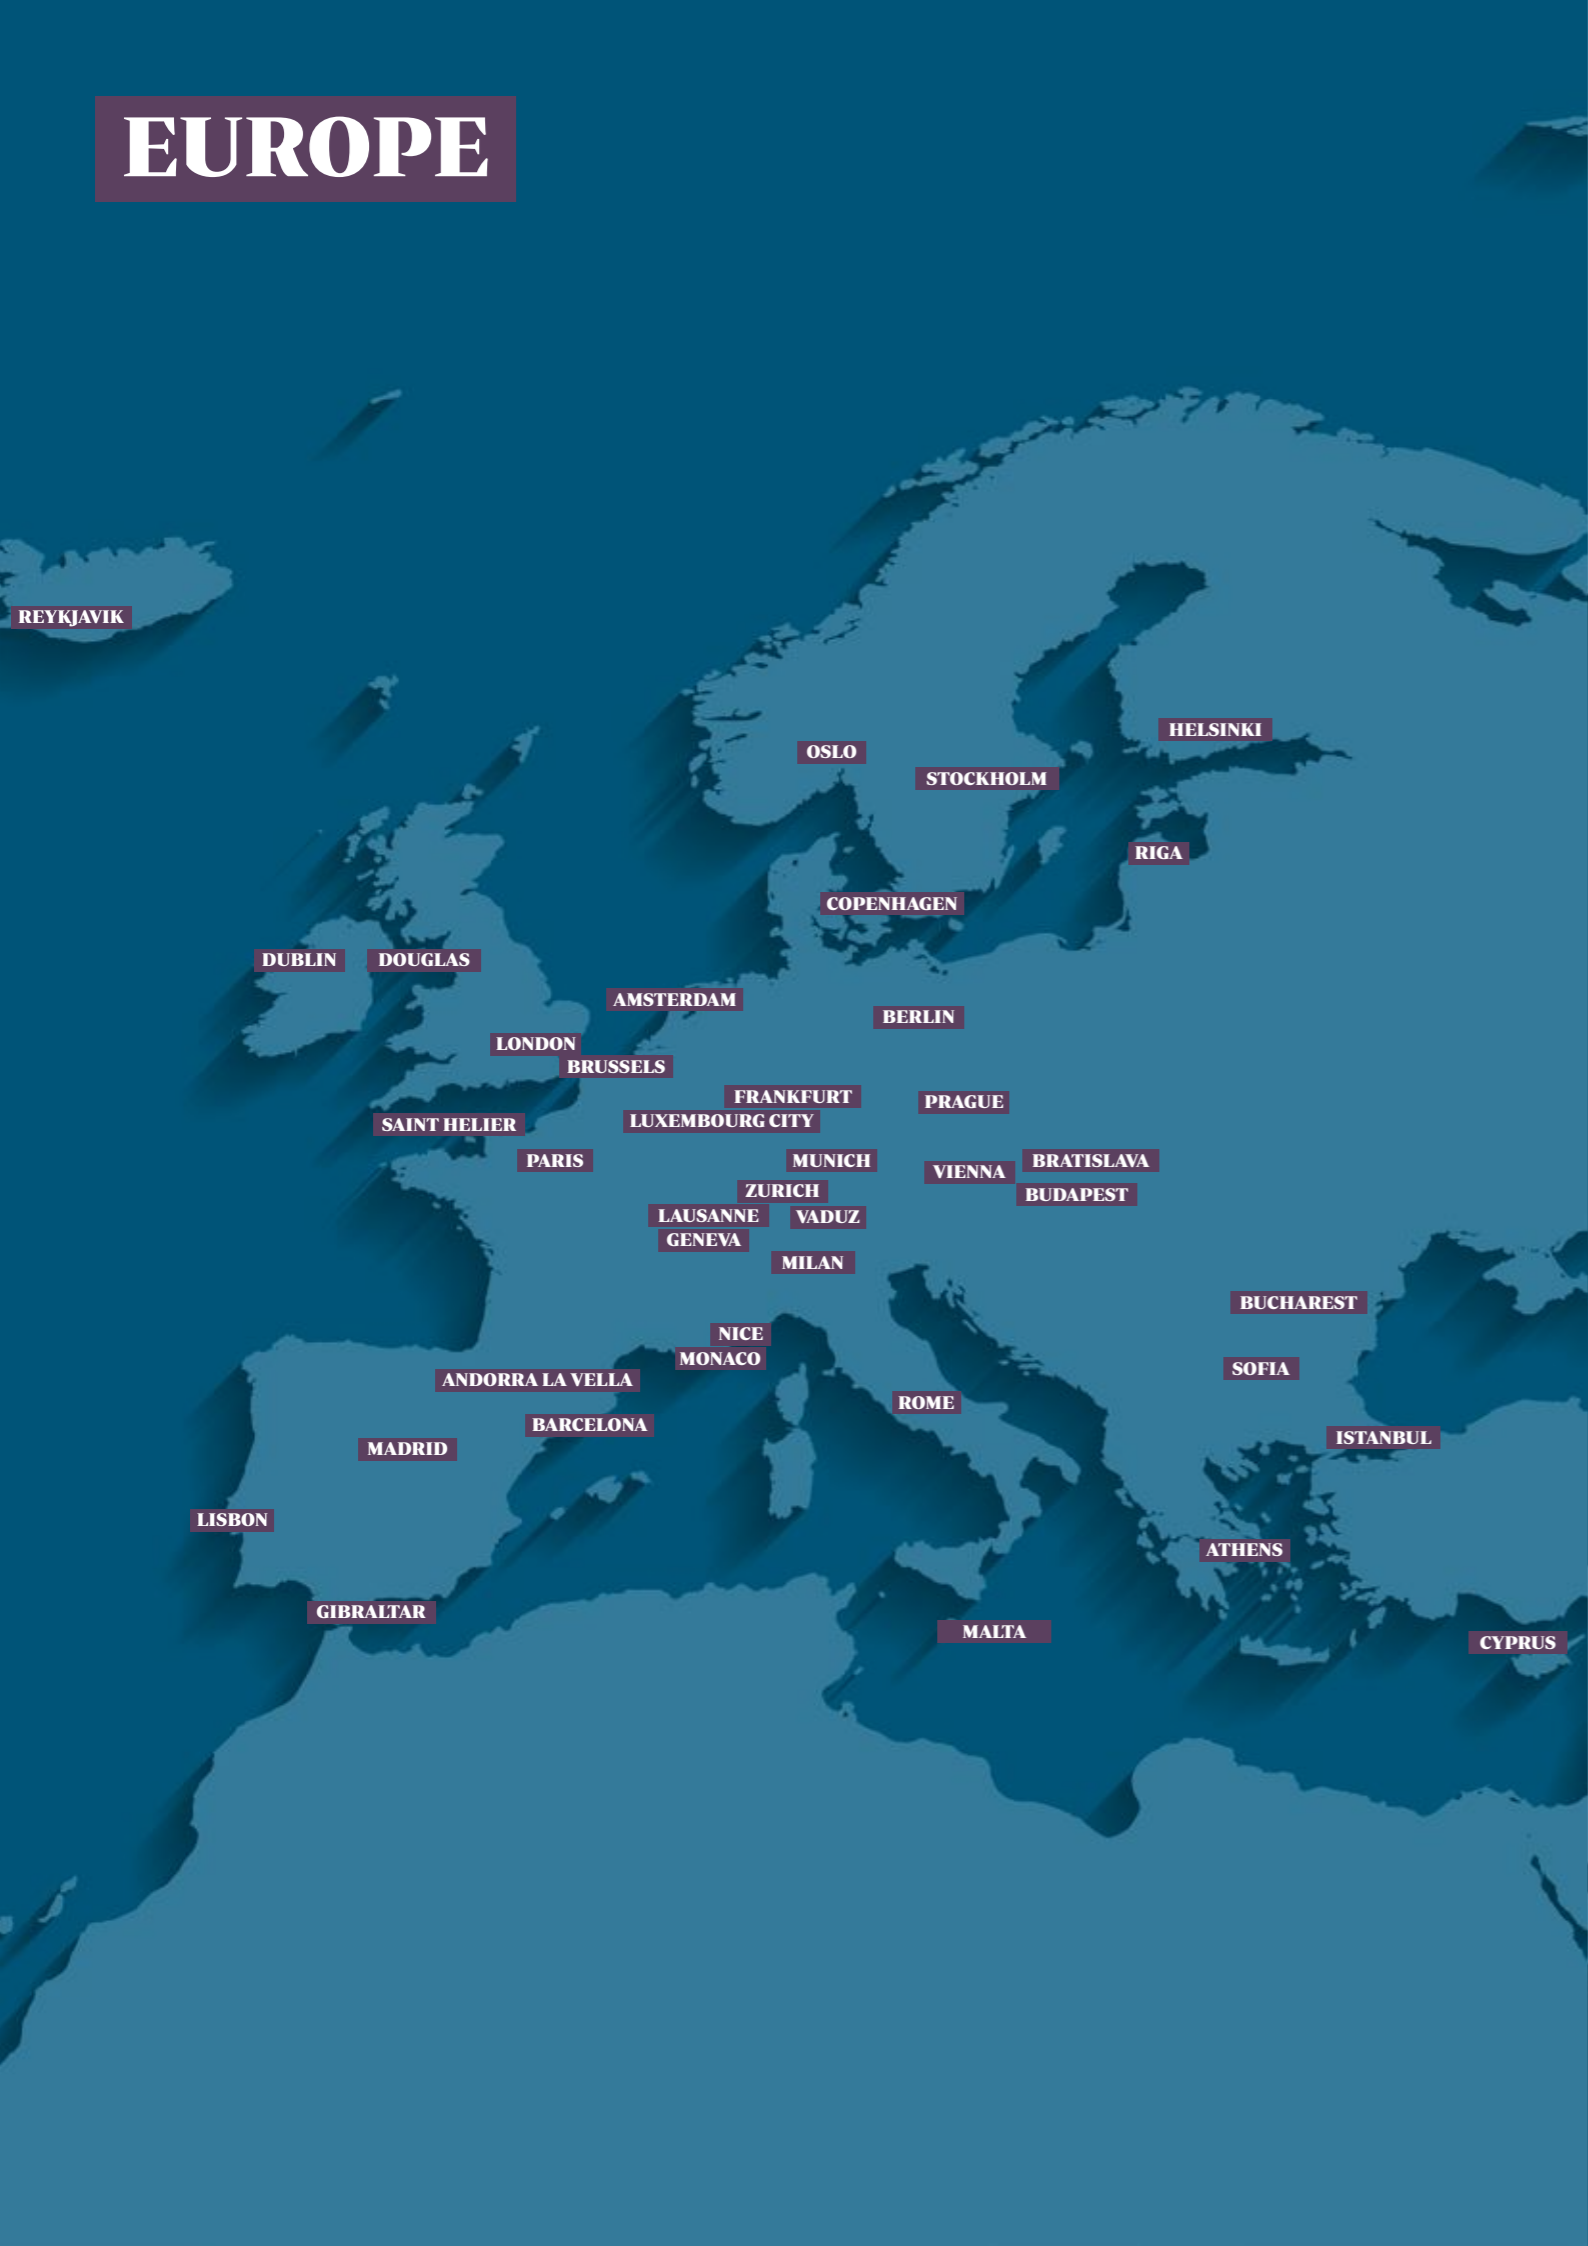 EUROPE
REYKJAVIK
HELSINKI
OSLO
STOCKHOLM
RIGA
COPENHAGEN
DUBLIN
DOUGLAS
AMSTERDAM
BERLIN
LONDON
BRUSSELS
FRANKFURT
PRAGUE
LUXEMBOURG CITY
SAINT HELIER
PARIS
MUNICH
BRATISLAVA
VIENNA
ZURICH
BUDAPEST
LAUSANNE
VADUZ
GENEVA
MILAN
BUCHAREST
NICE
MONACO
SOFIA
ANDORRA LA VELLA
ROME
BARCELONA
ISTANBUL
MADRID
LISBON
ATHENS
GIBRALTAR
MALTA
CYPRUS